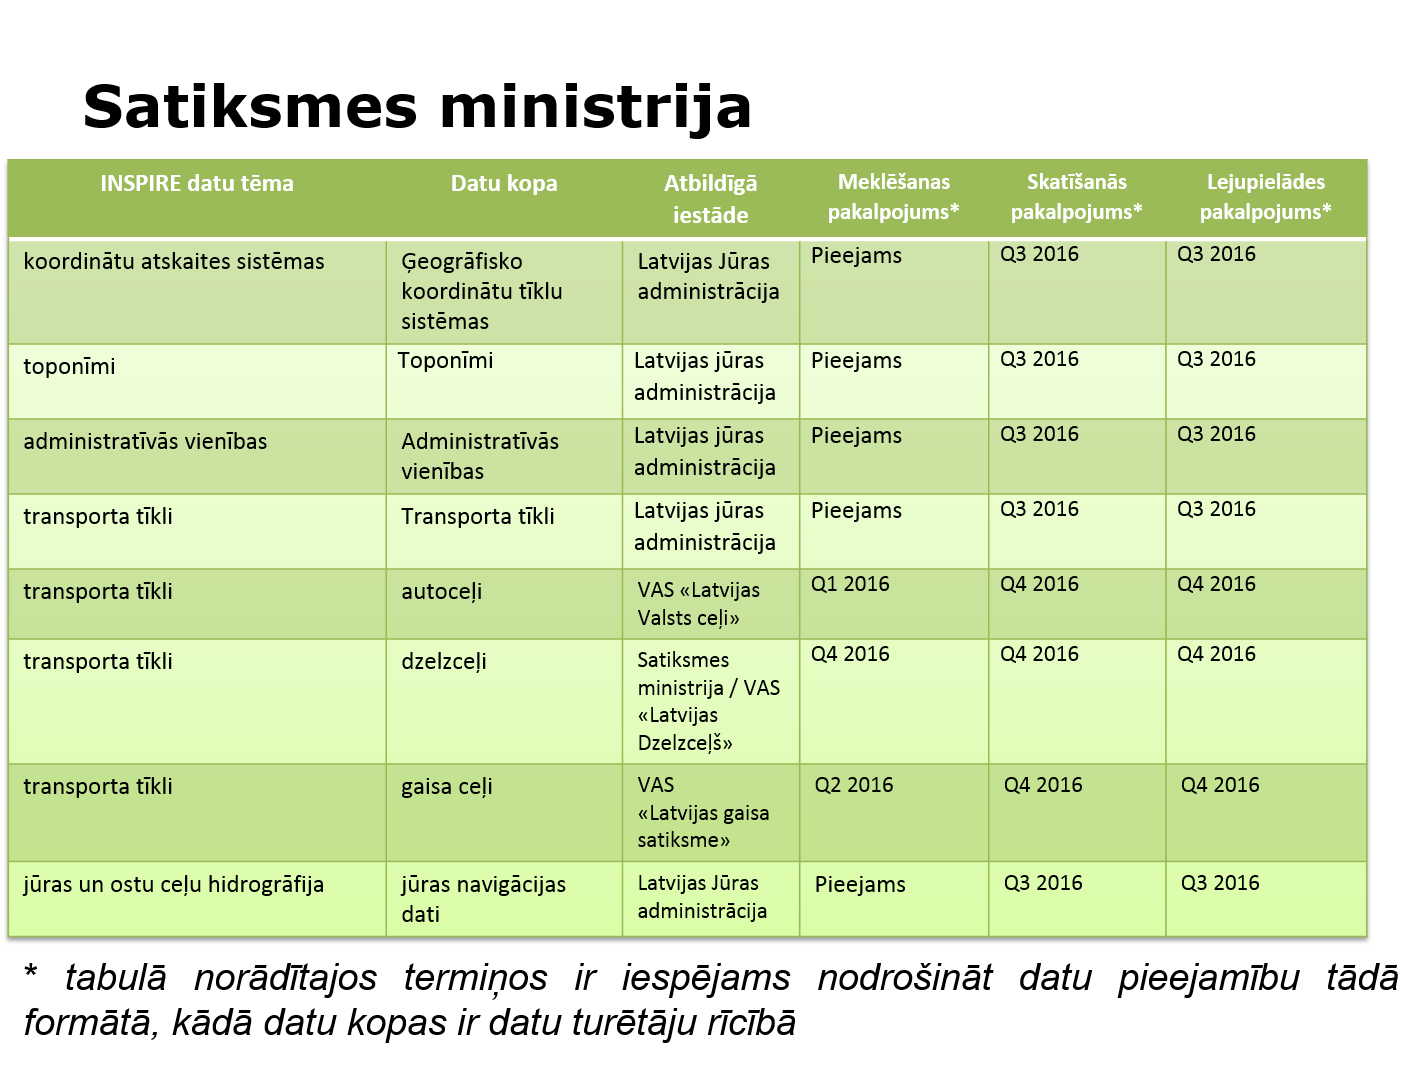 Satiksmes ministrija
INSPIRE datu tēma
Datu kopa
Atbildīgā
iestāde
Meklēšanas
pakalpojums*
Skatīšanās
pakalpojums*
Lejupielādes
pakalpojums*
koordinātu atskaites sistēmas
Ģeogrāfisko
koordinātu tīklu
sistēmas
Latvijas Jūras
administrācija
Pieejams
Q3 2016
Q3 2016
toponīmi
Toponīmi
Latvijas jūras
administrācija
Pieejams
Q3 2016
Q3 2016
administratīvās vienības
Administratīvās
vienības
Latvijas jūras
administrācija
Pieejams
Q3 2016
Q3 2016
transporta tīkli
Transporta tīkli
Latvijas jūras
administrācija
Pieejams
Q3 2016
Q3 2016
transporta tīkli
autoceļi
VAS «Latvijas
Valsts ceļi»
Q1 2016
Q4 2016
Q4 2016
transporta tīkli
dzelzceļi
Satiksmes
ministrija / VAS
«Latvijas
Dzelzceļš»
Q4 2016
Q4 2016
Q4 2016
transporta tīkli
gaisa ceļi
VAS
«Latvijas gaisa
satiksme»
Q2 2016
Q4 2016
Q4 2016
jūras un ostu ceļu hidrogrāfija
jūras navigācijas
dati
Latvijas Jūras
administrācija
Pieejams
Q3 2016
Q3 2016
* tabulā norādītajos termiņos ir iespējams nodrošināt datu pieejamību tādā
formātā, kādā datu kopas ir datu turētāju rīcībā